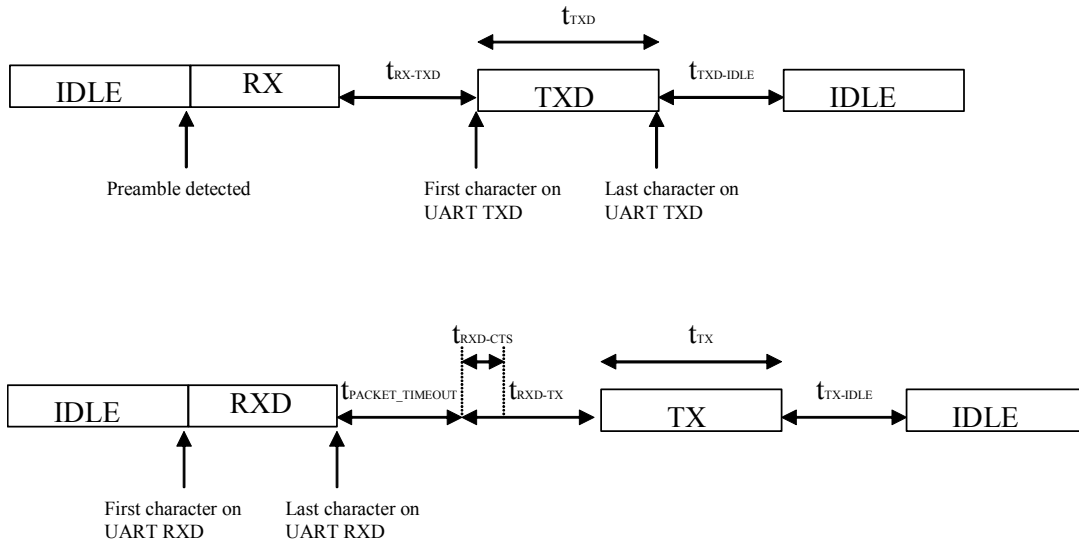 tTXD
IDLE
RX
tRX-TXD
TXD
tTXD-IDLE
IDLE
Preamble detected
First character on
UART TXD
Last character on
UART TXD
tRXD-CTS
tTX
IDLE
RXD
tPACKET_TIMEOUT
tRXD-TX
TX
tTX-IDLE
IDLE
First character on
UART RXD
Last character on
UART RXD